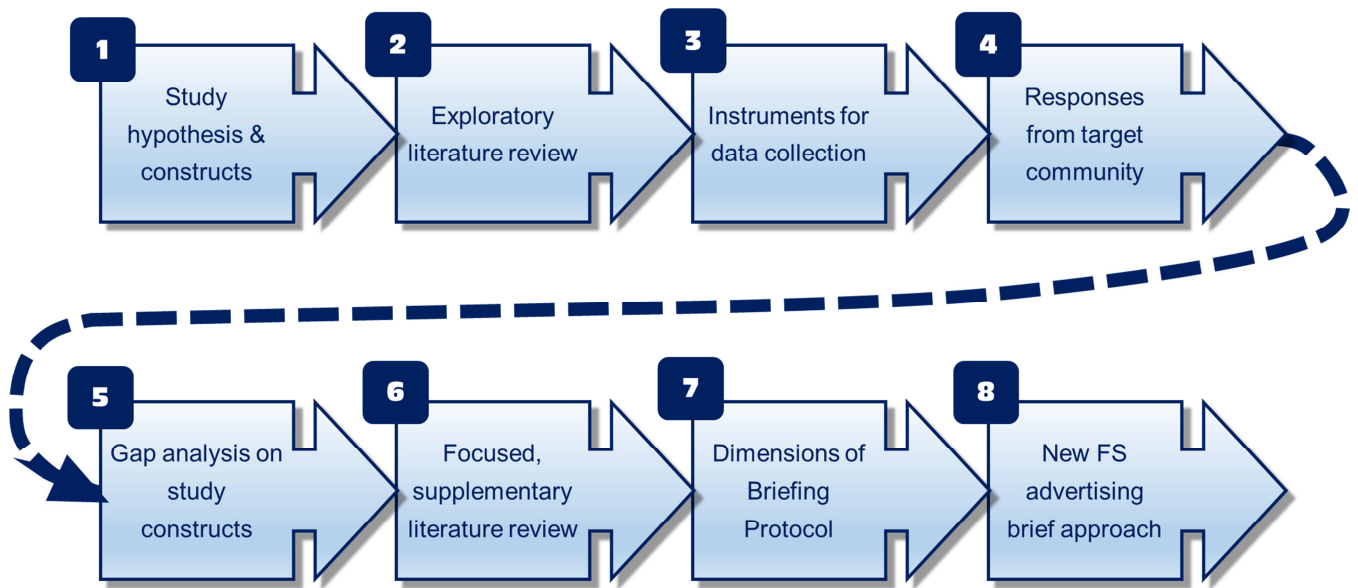 1
Study
hypothesis &
constructs
2
Exploratory
literature review
3
Instruments for
data collection
4
Responses
from target
community
5
Gap analysis on
study
constructs
6
Focused,
supplementary
literature review
7
Dimensions of
Briefing
Protocol
8
New FS
advertising
brief approach